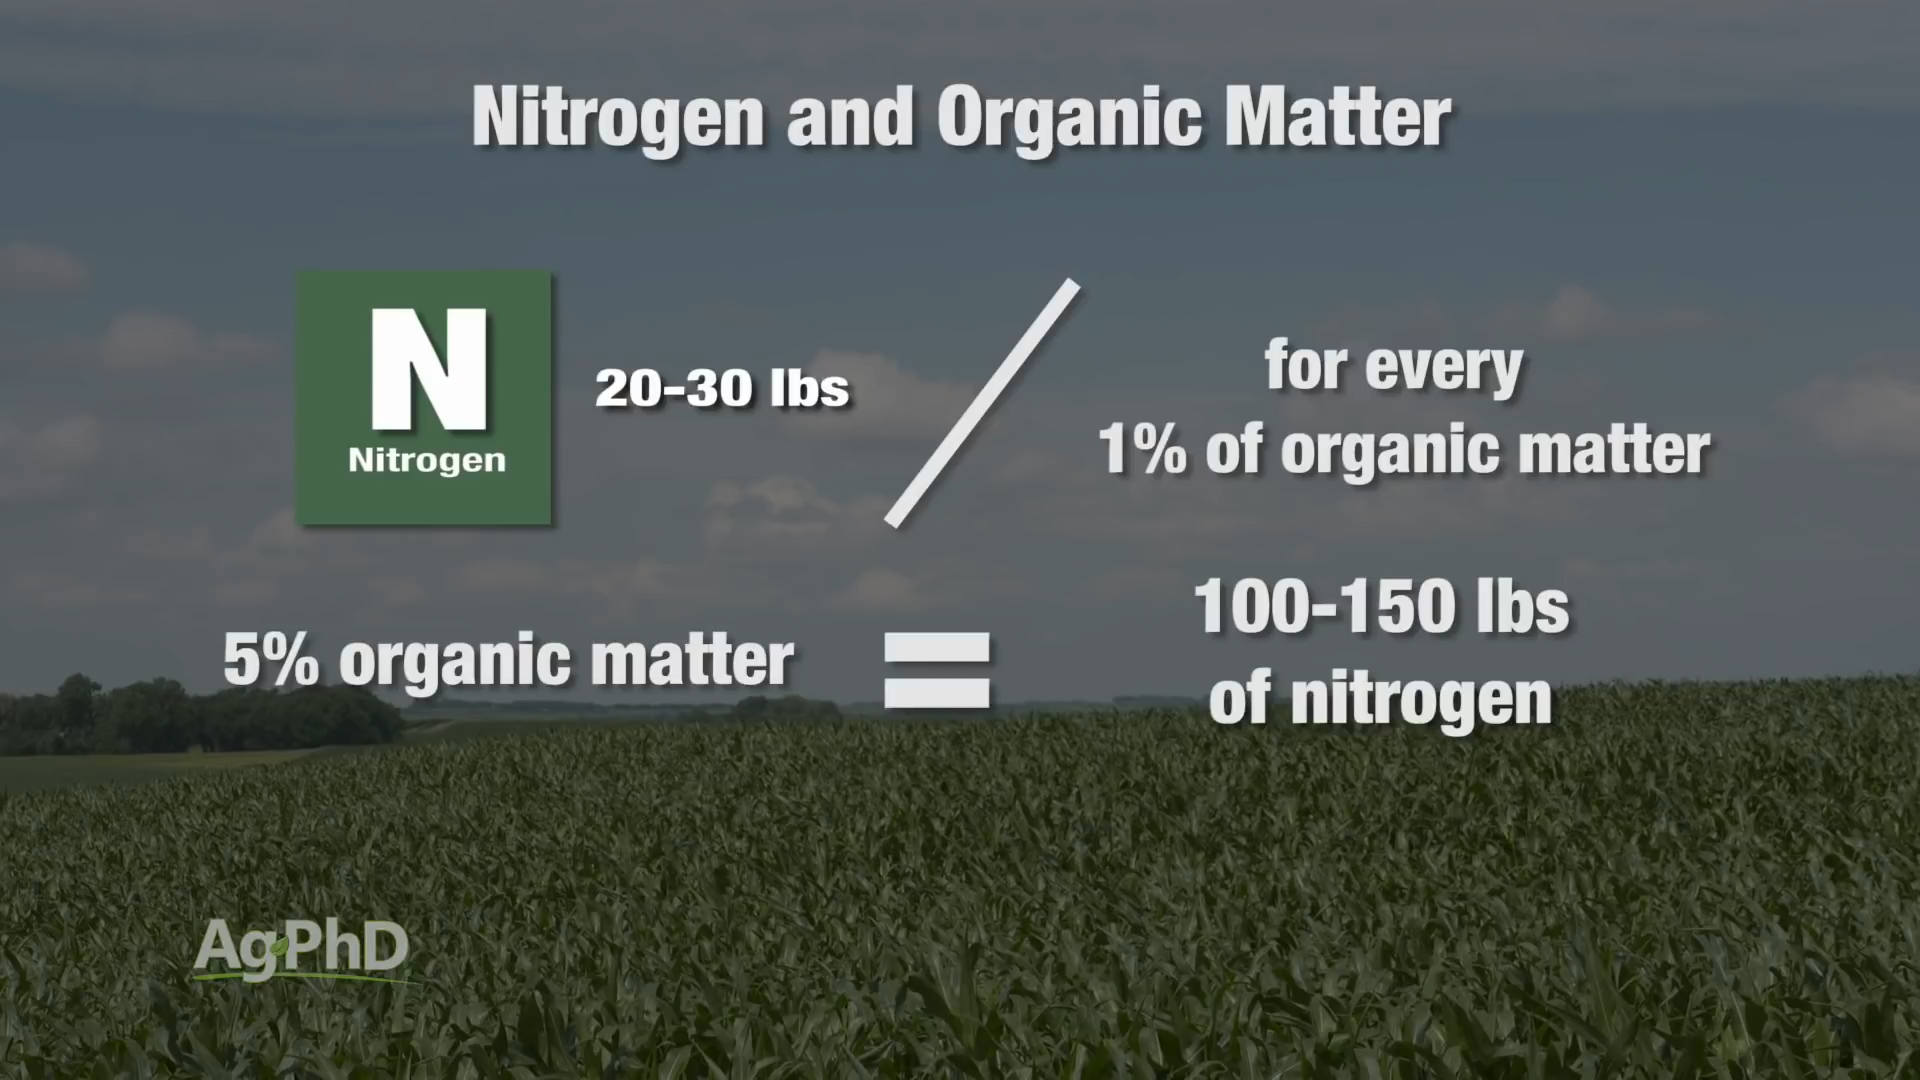 Nitrogen and Organic Matter
N
Nitrogen
20-30 lbs
for every
1% of organic matter
5% organic matter
=
100-150 lbs
of nitrogen
AgPhD